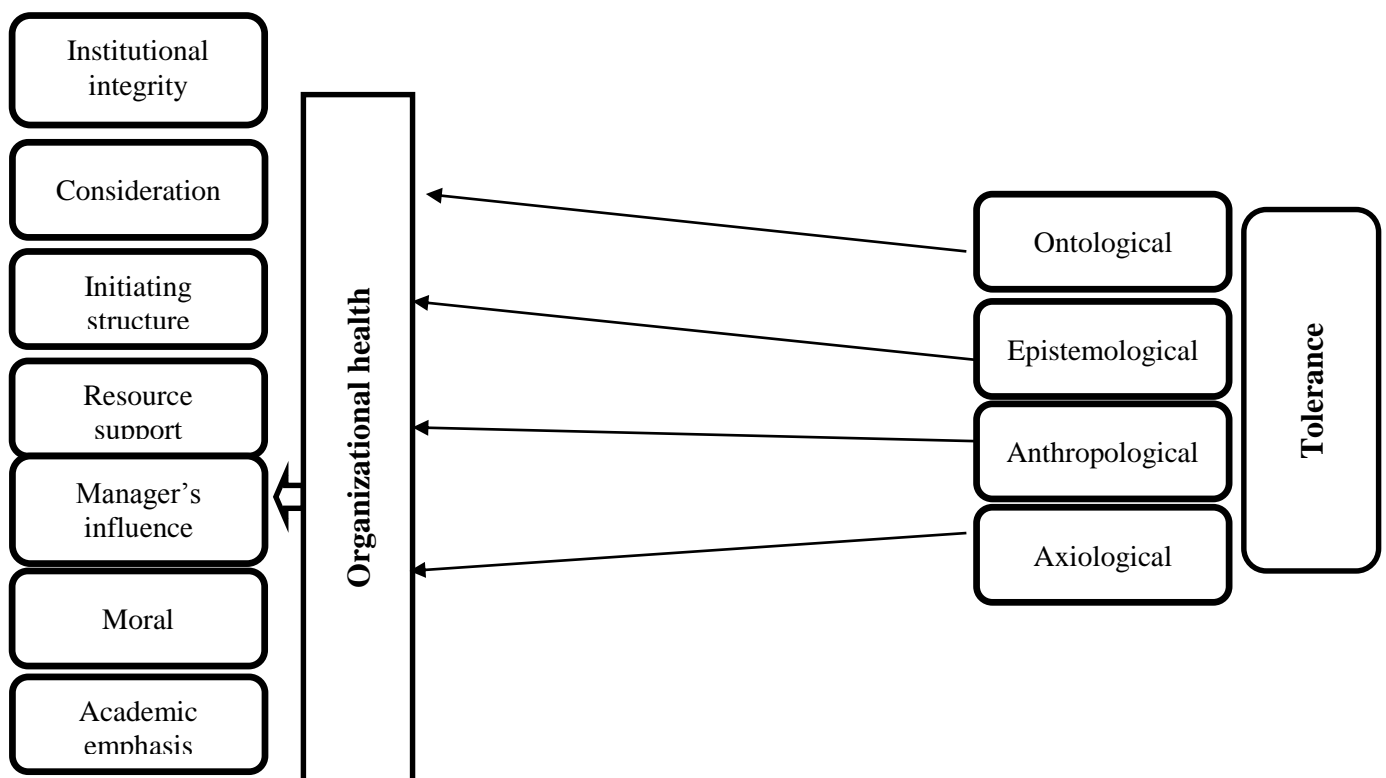 Institutional
integrity
Consideration
Initiating
structure
Resource
support
Manager’s
influence
Moral
Academic
emphasis
Organizational health
Ontological
Epistemological
Anthropological
Axiological
Tolerance